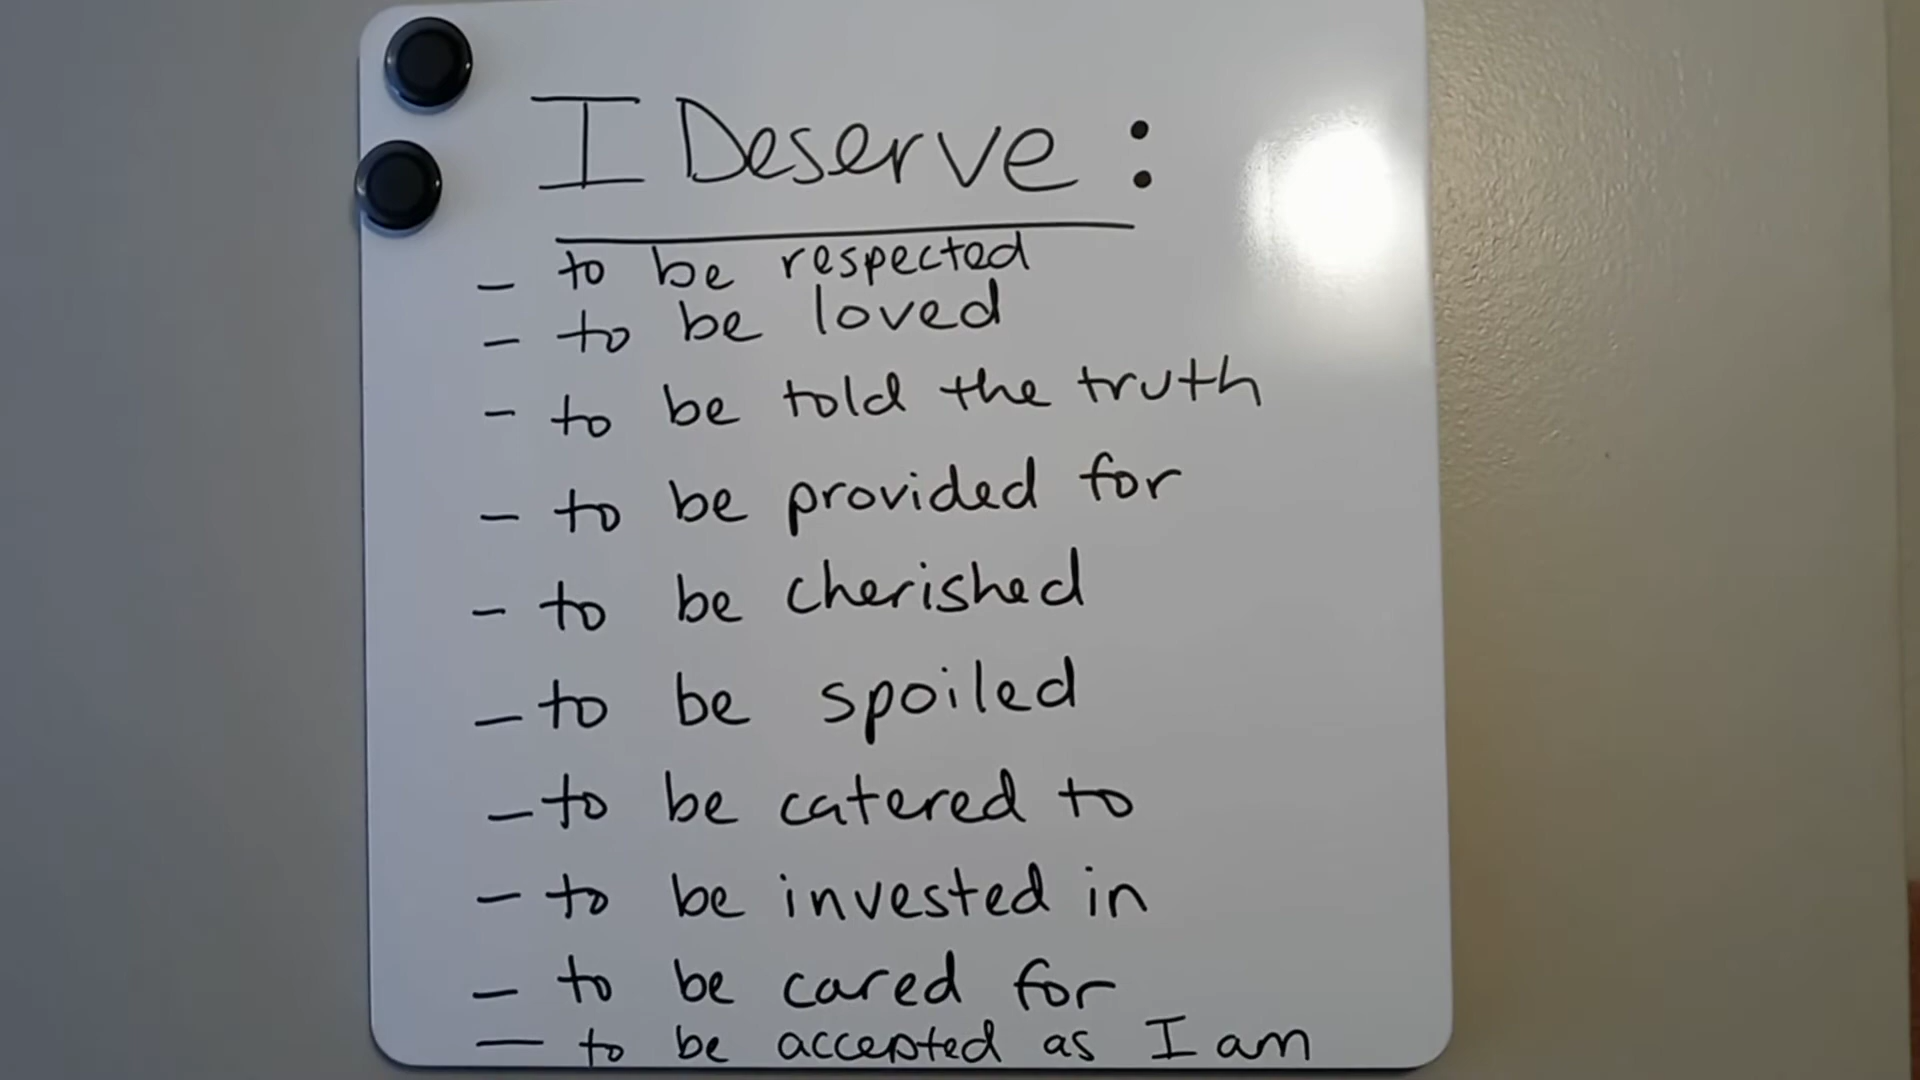 I Deserve :
- to be respected
- to be loved
- to be told the truth
- to be provided for
- to be cherished
- to be spoiled
- to be catered to
- to be invested in
- to be cared for
- to be accepted as I am